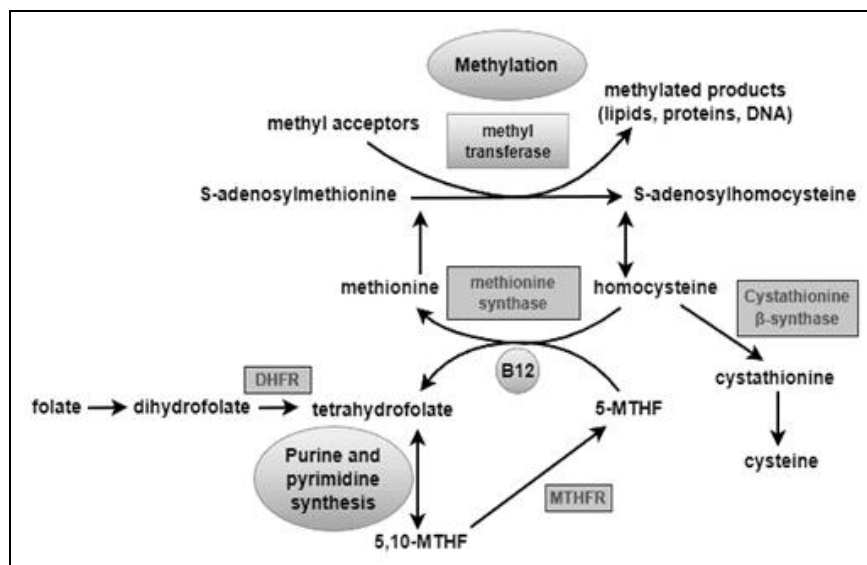 Methylation
methylated products
(lipids, proteins, DNA)
methyl acceptors
methyl
transferase
S-adenosylmethionine
S-adenosylhomocysteine
methionine
methionine
synthase
homocysteine
Cystathionine
β-synthase
B12
cystathionine
DHFR
folate
dihydrofolate
tetrahydrofolate
5-MTHF
cysteine
Purine and
pyrimidine
synthesis
MTHFR
5,10-MTHF